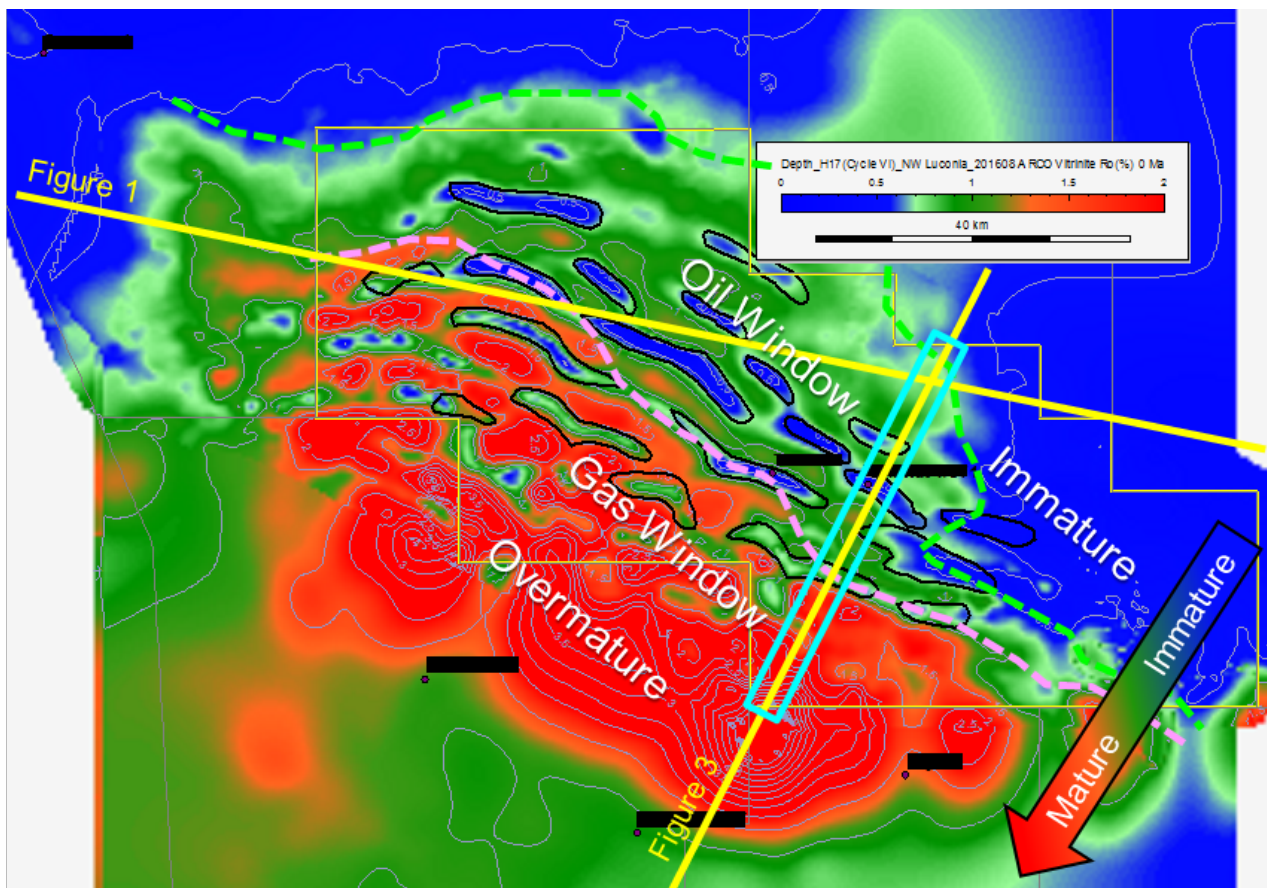 Figure 1
Depth_H17(Cycle VI)_NW Luconia_201608 ARCO Vitrinite Ro(%) 0 Ma
0 0.5 1 1.5 2
40 km
Oil Window
Immature
Gas Window
Overmature
Immature
Mature
Figure 3